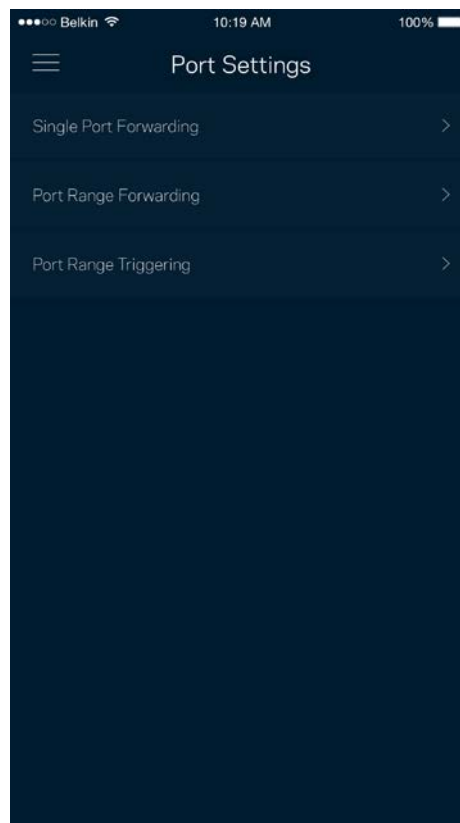 Belkin 10:19 AM 100%
Port Settings
Single Port Forwarding
Port Range Forwarding
Port Range Triggering